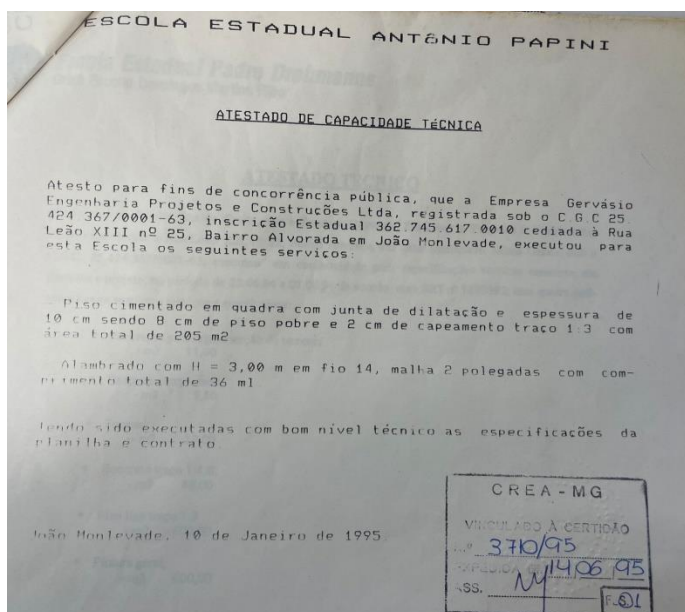 ESCOLA ESTADUAL ANTôNIO PAPINI
ATESTADO DE CAPACIDADE TéCNICA
Atesto para fins de concorrência pública, que a Empresa Gervásio
Engenharia Projetos e Construções Ltda, registrada sob o C.G.C 25.
424 367/0001-63, inscrição Estadual 362.745.617.0010 cediada à Rua
Leão XIII nº 25, Bairro Alvorada em João Monlevade, executou para
esta Escola os seguintes serviços:
- Piso cimentado em quadra com junta de dilatação e espessura de
10 cm sendo 8 cm de piso pobre e 2 cm de capeamento traço 1:3 com
área total de 205 m2
Alambrado com H = 3,00 m em fio 14, malha 2 polegadas com com-
primento total de 36 ml
Tendo sido executadas com bom nível técnico as especificações da
planilha e contrato.
João Monlevade, 10 de Janeiro de 1995
CREA-MG
VINCULADO À CERTIDÃO
Nº 3710/95
EXPEDIDA EM 14 06 95
ASS.